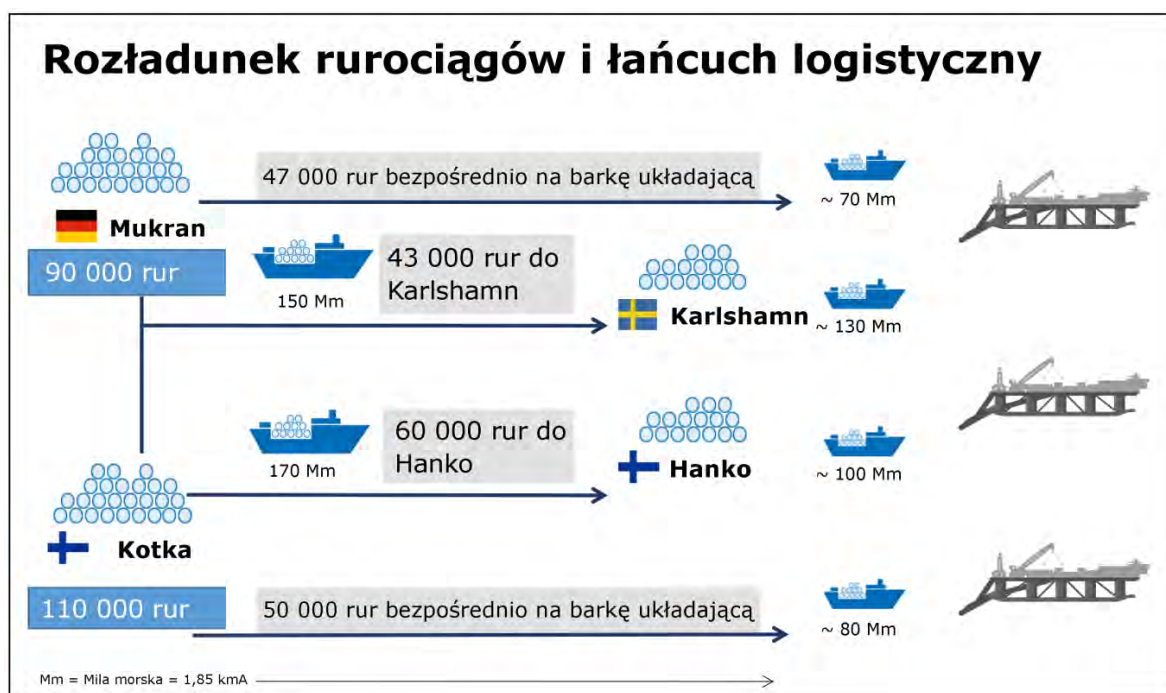 Rozładunek rurociągów i łańcuch logistyczny
47 000 rur bezpośrednio na barkę układającą
~ 70 Mm
Mukran
90 000 rur
150 Mm
43 000 rur do
Karlshamn
Karlshamn
~ 130 Mm
170 Mm
60 000 rur do
Hanko
Hanko
~ 100 Mm
Kotka
110 000 rur
50 000 rur bezpośrednio na barkę układającą
~ 80 Mm
Mm = Mila morska = 1,85 kmA